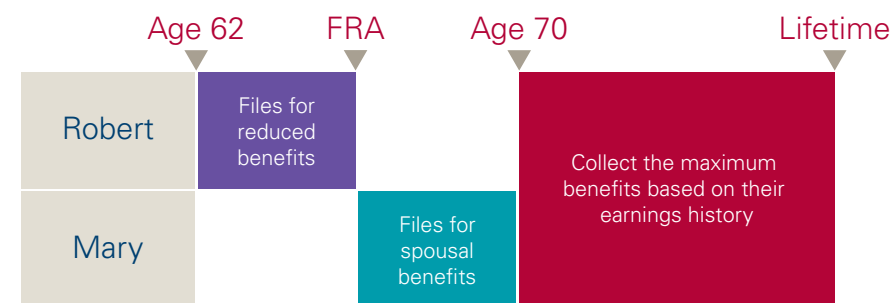 Age 62 FRA Age 70 Lifetime
Robert
Files for
reduced
benefits
Collect the maximum
benefits based on their
earnings history
Mary
Files for
spousal
benefits